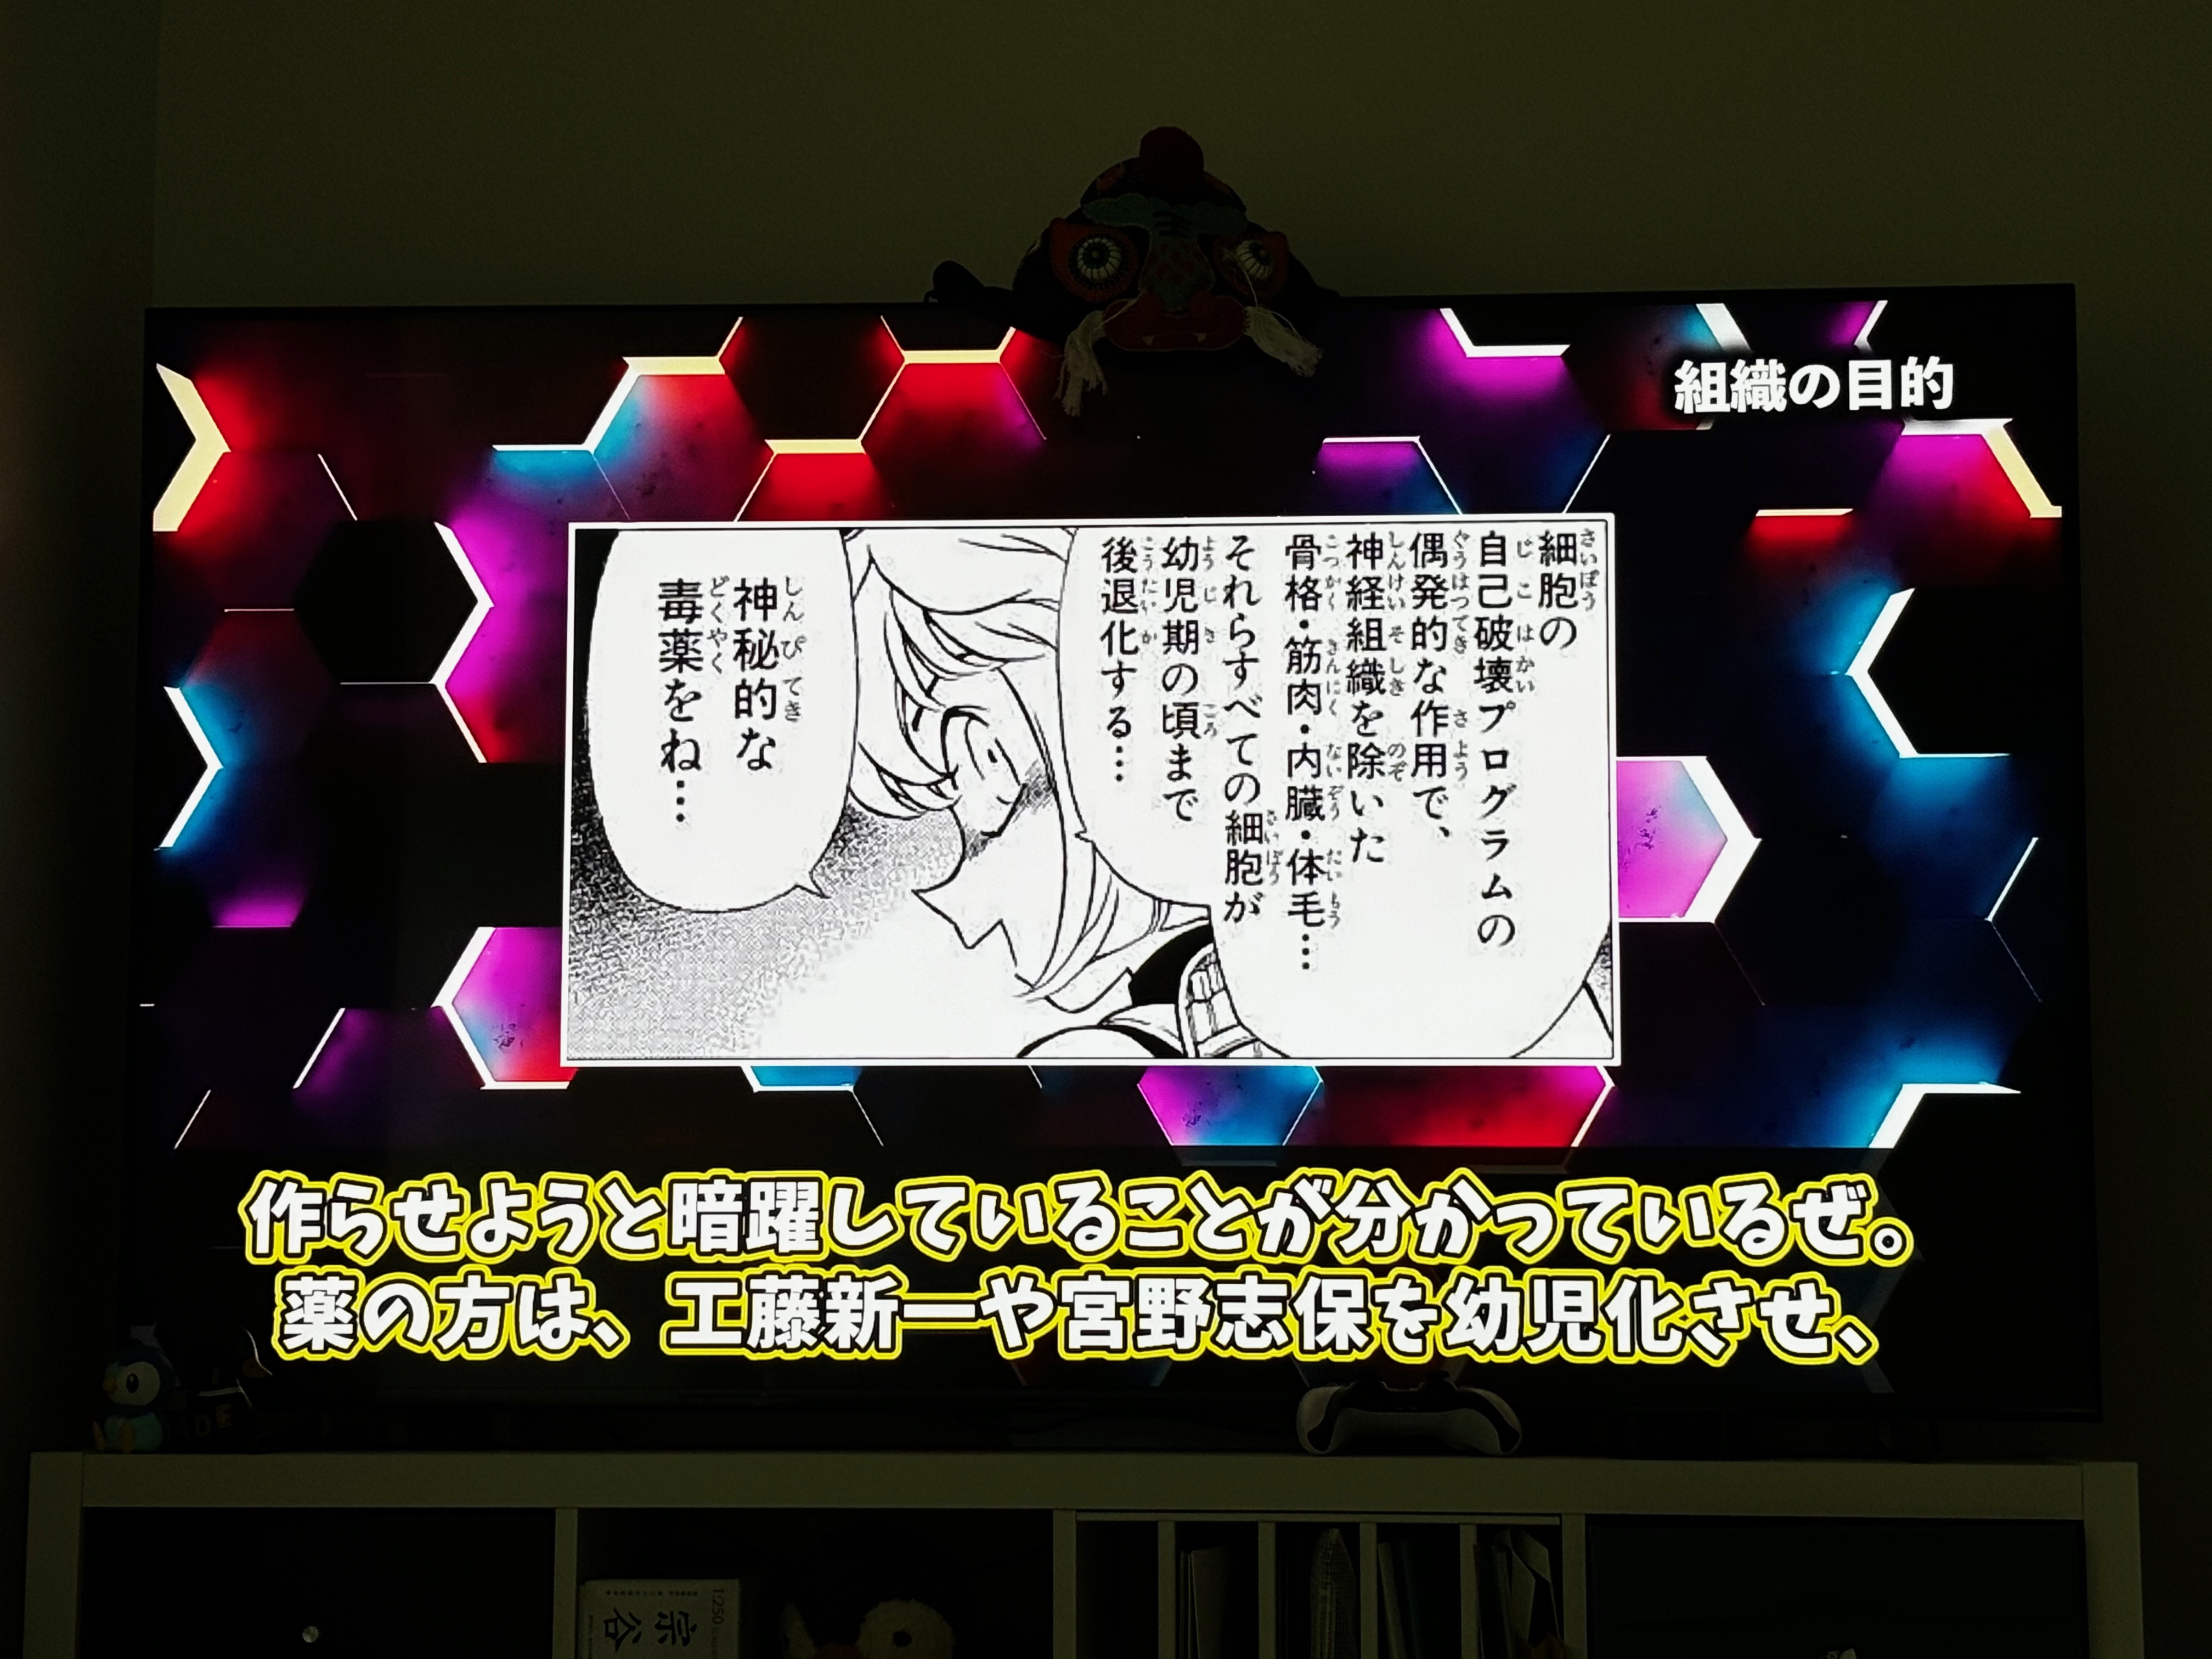 組織の目的
細胞の
自己破壊プログラムの
偶発的な作用で、
神経組織を除いた
骨格・筋肉・内臓・体毛…
それらすべての細胞が
幼児期の頃まで
後退化する…
神秘的な
毒薬をね…
作らせようと暗躍していることが分かっているぜ。
薬の方は、工藤新一や宮野志保を幼児化させ、
宗谷
1:250